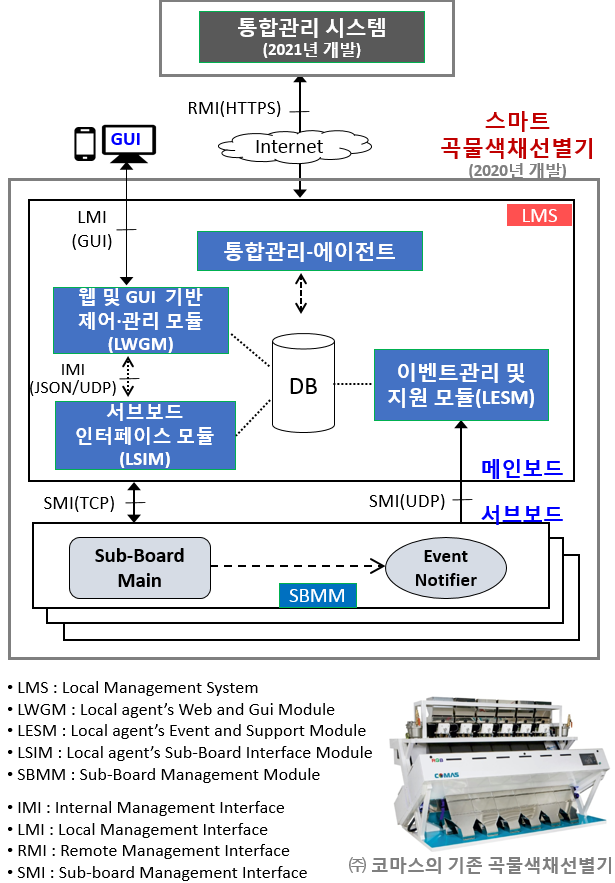 통합관리 시스템
(2021년 개발)
RMI(HTTPS)
Internet
GUI
스마트
곡물색채선별기
(2020년 개발)
LMI
(GUI)
LMS
통합관리-에이전트
웹 및 GUI 기반
제어·관리 모듈
(LWGM)
IMI
(JSON/UDP)
DB
이벤트관리 및
지원 모듈(LESM)
서브보드
인터페이스 모듈
(LSIM)
메인보드
SMI(TCP)
SMI(UDP)
서브보드
Sub-Board
Main
Event
Notifier
SBMM
• LMS : Local Management System
• LWGM : Local agent's Web and Gui Module
• LESM : Local agent's Event and Support Module
• LSIM : Local agent's Sub-Board Interface Module
• SBMM : Sub-Board Management Module
• IMI : Internal Management Interface
• LMI : Local Management Interface
• RMI : Remote Management Interface
• SMI : Sub-board Management Interface
RGB
COMAS
㈜ 코마스의 기존 곡물색채선별기